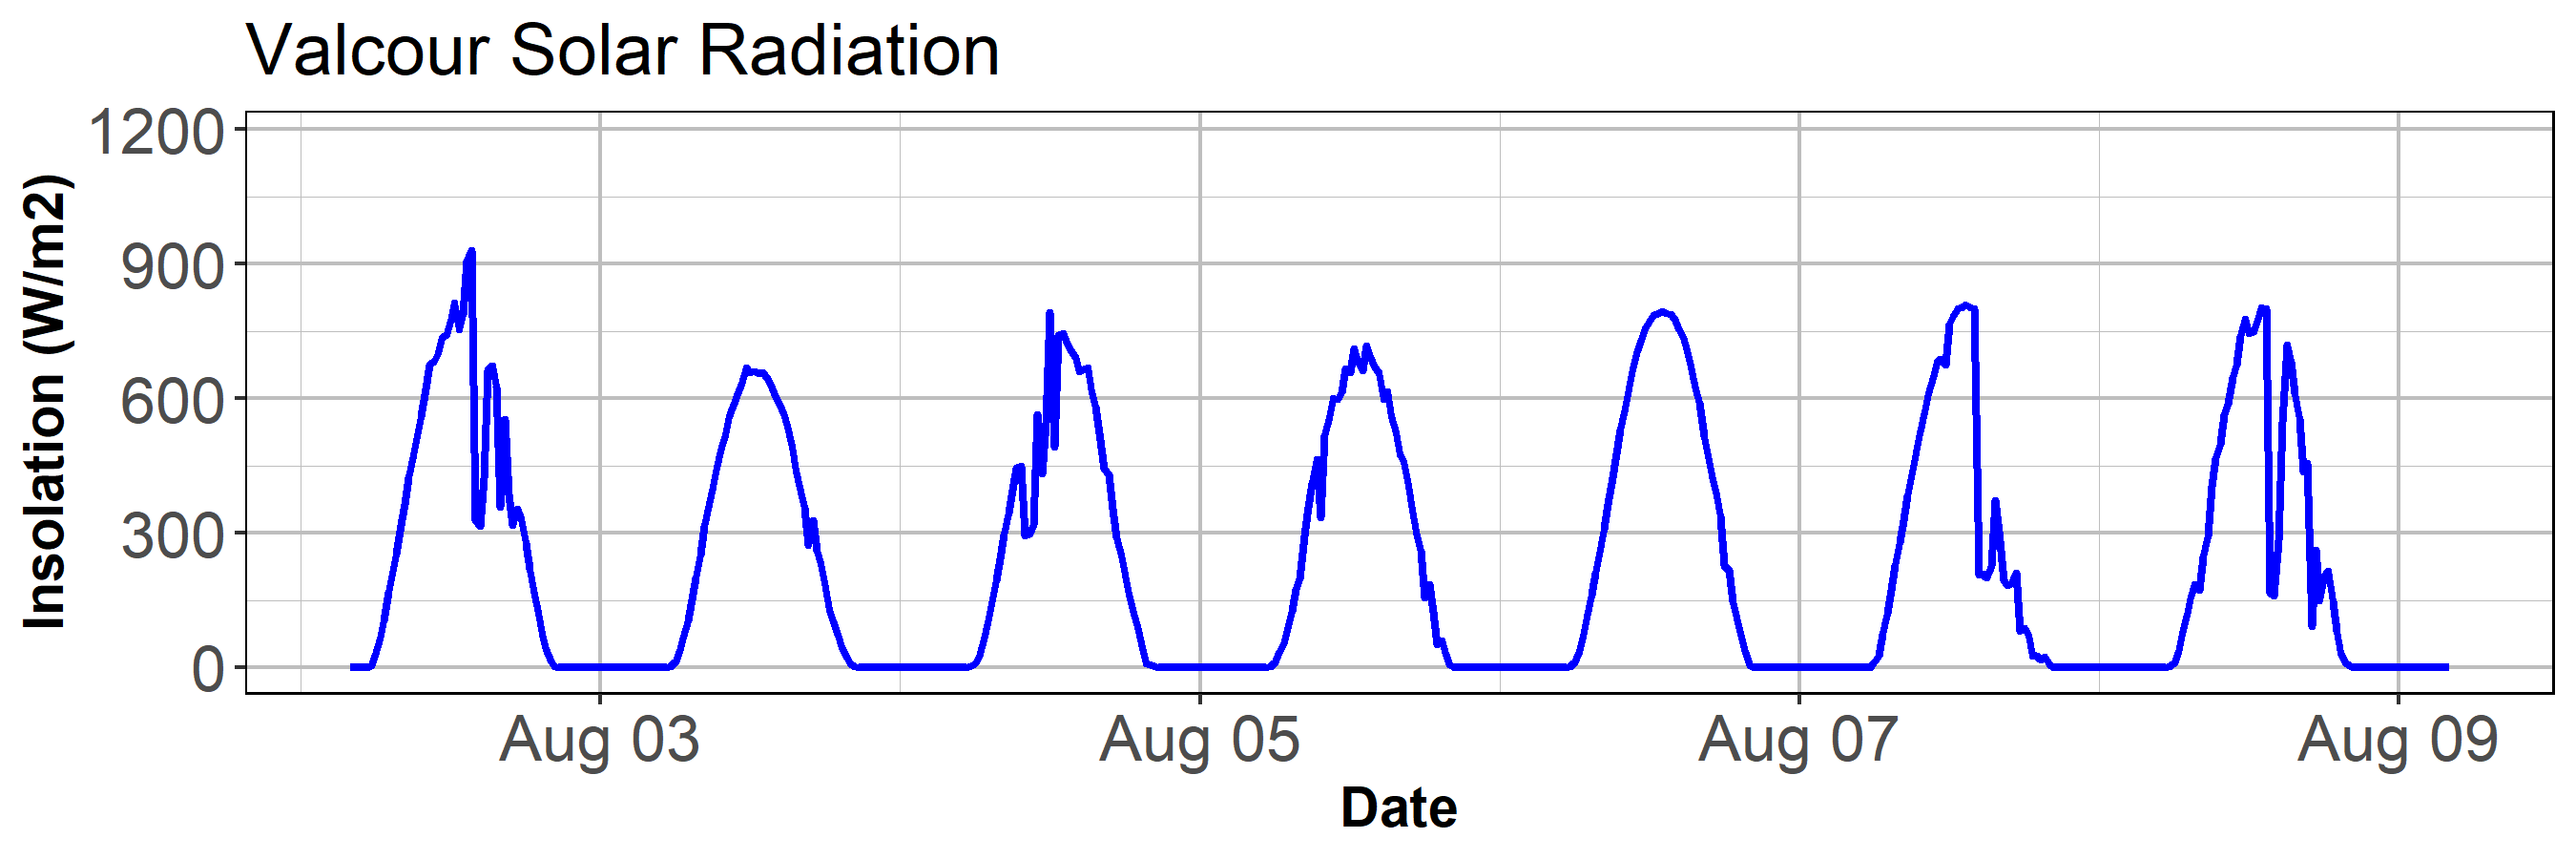 Valcour Solar Radiation
Insolation (W/m2)
1200
900
600
300
0
Aug 03 Aug 05 Aug 07 Aug 09
Date